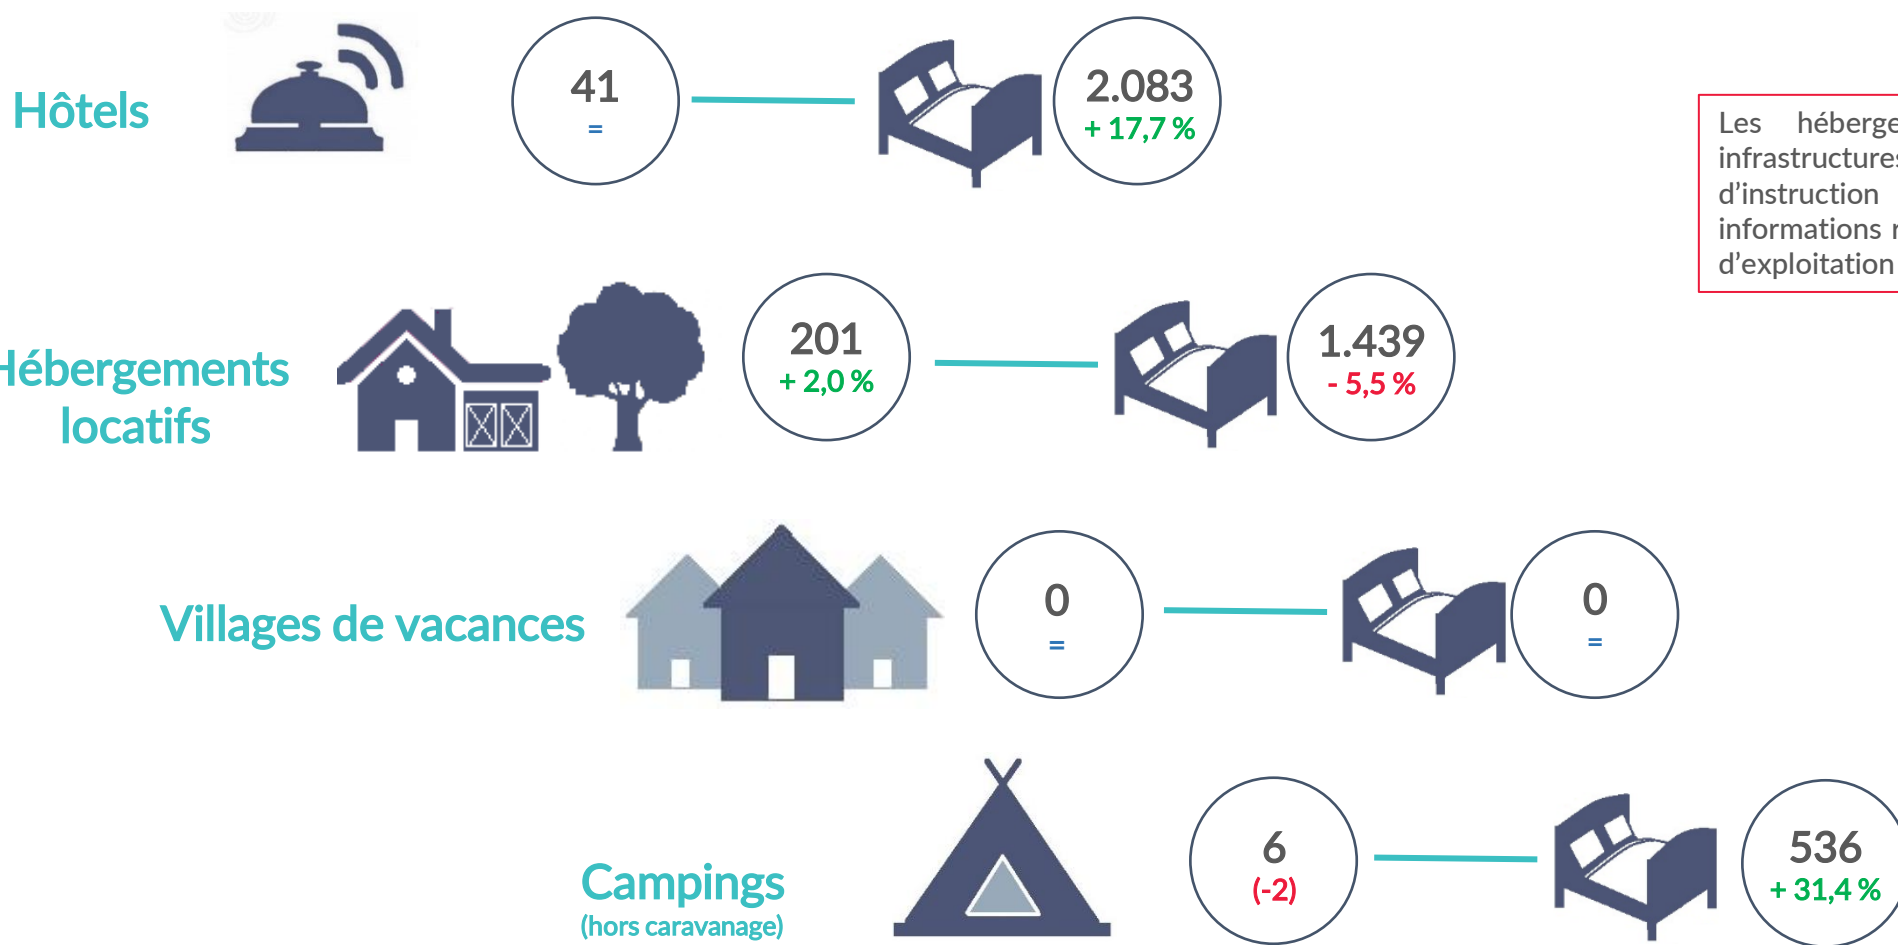 Hôtels
41
=
2.083
+ 17,7 %
Les
infrastructures
d'instruction
informations
d'exploitation
Hébergements
locatifs
201
+ 2,0 %
1.439
- 5,5 %
Villages de vacances
0
=
0
=
Campings
(hors caravanage)
6
(-2)
536
+ 31,4 %